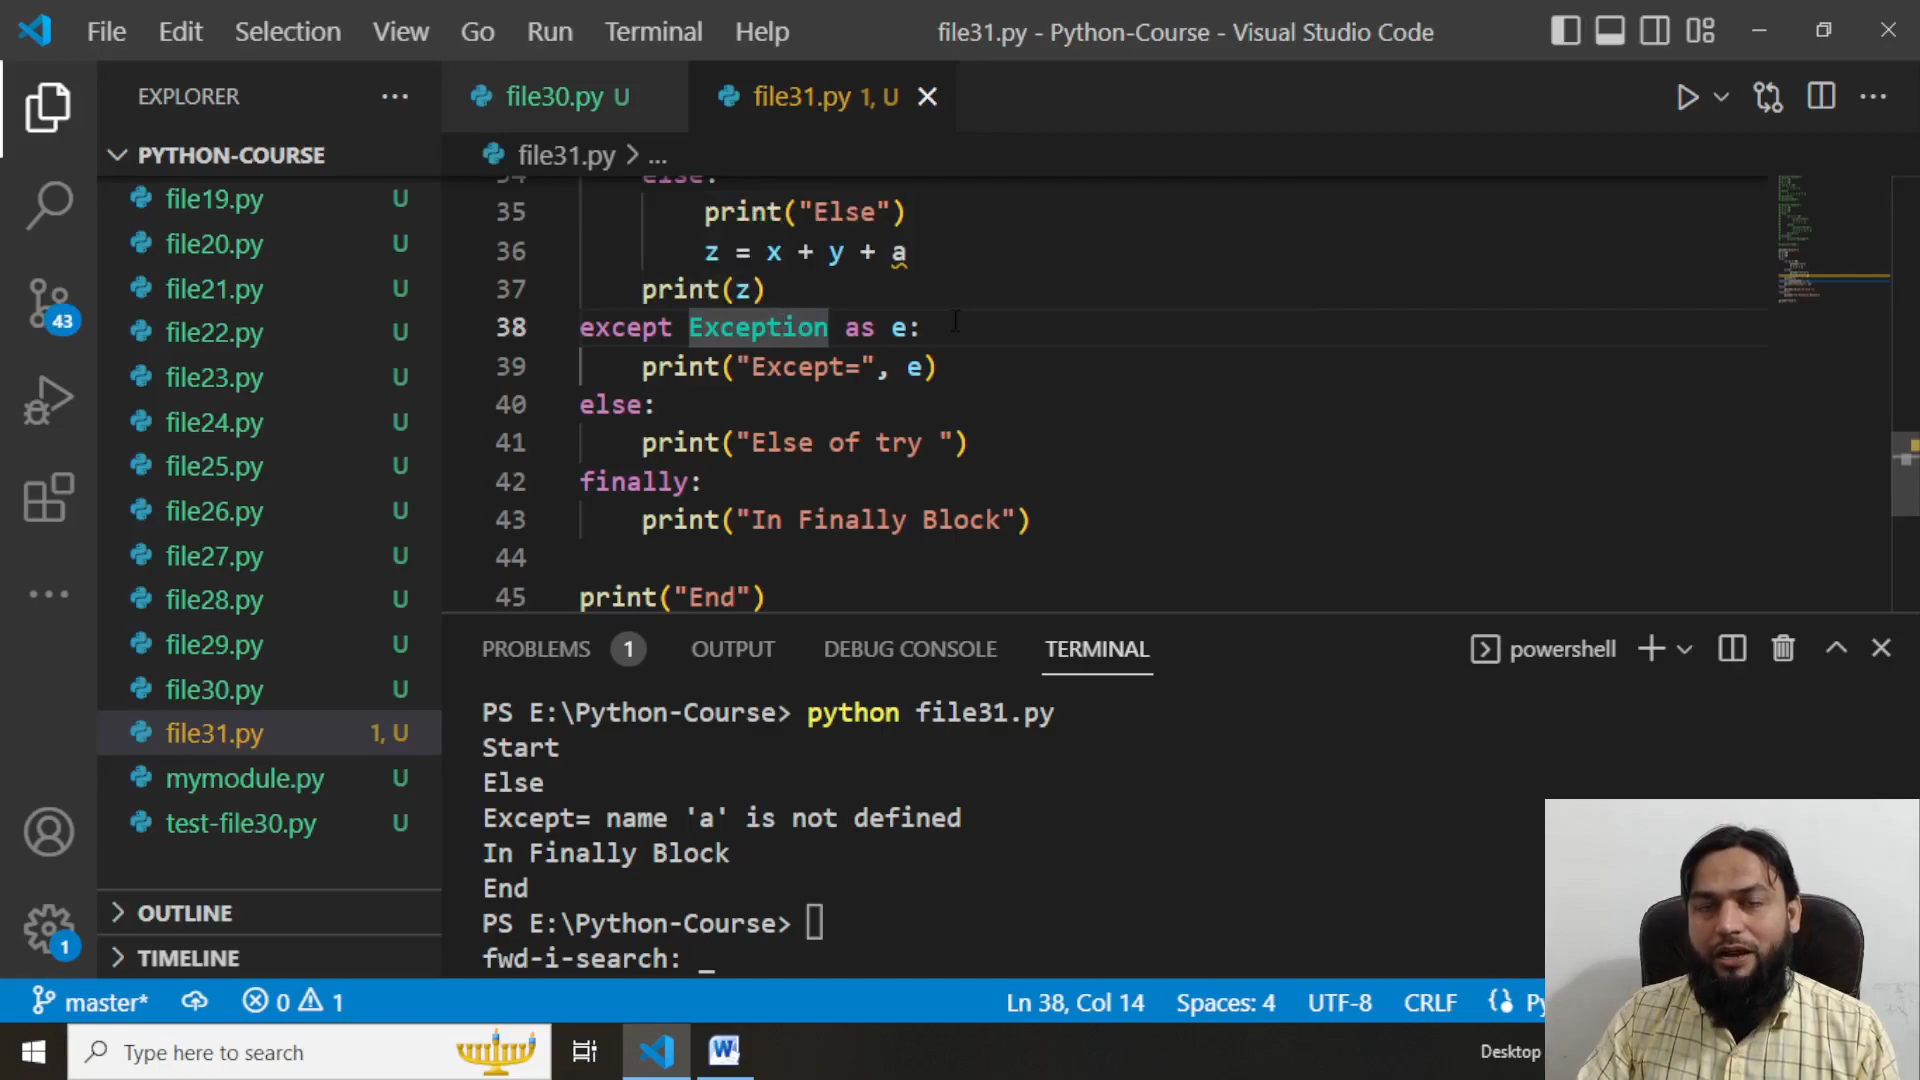 File Edit Selection View Go Run Terminal Help
file31.py - Python-Course - Visual Studio Code
EXPLORER
file30.py U
file31.py 1, U
PYTHON-COURSE
file31.py > ...
file19.py U
file20.py U
file21.py U
file22.py U
file23.py U
file24.py U
file25.py U
file26.py U
file27.py U
file28.py U
file29.py U
file30.py U
file31.py 1, U
mymodule.py U
test-file30.py U
OUTLINE
TIMELINE
43
1
34 else:
35 print("Else")
36 z = x + y + a
37 print(z)
38 except Exception as e:
39 print("Except=", e)
40 else:
41 print("Else of try ")
42 finally:
43 print("In Finally Block")
44
45 print("End")
PROBLEMS 1 OUTPUT DEBUG CONSOLE TERMINAL
powershell
PS E:\Python-Course> python file31.py
Start
Else
Except= name 'a' is not defined
In Finally Block
End
PS E:\Python-Course>
fwd-i-search: _
master* 0 1
Ln 38, Col 14 Spaces: 4 UTF-8 CRLF Py
Type here to search
W
Desktop